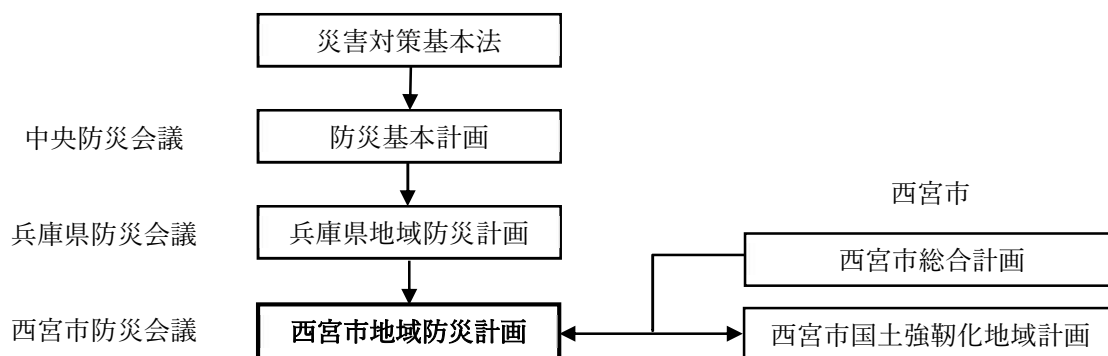 災害対策基本法
中央防災会議
防災基本計画
西宮市
兵庫県防災会議
兵庫県地域防災計画
西宮市総合計画
西宮市防災会議
西宮市地域防災計画
西宮市国土強靭化地域計画